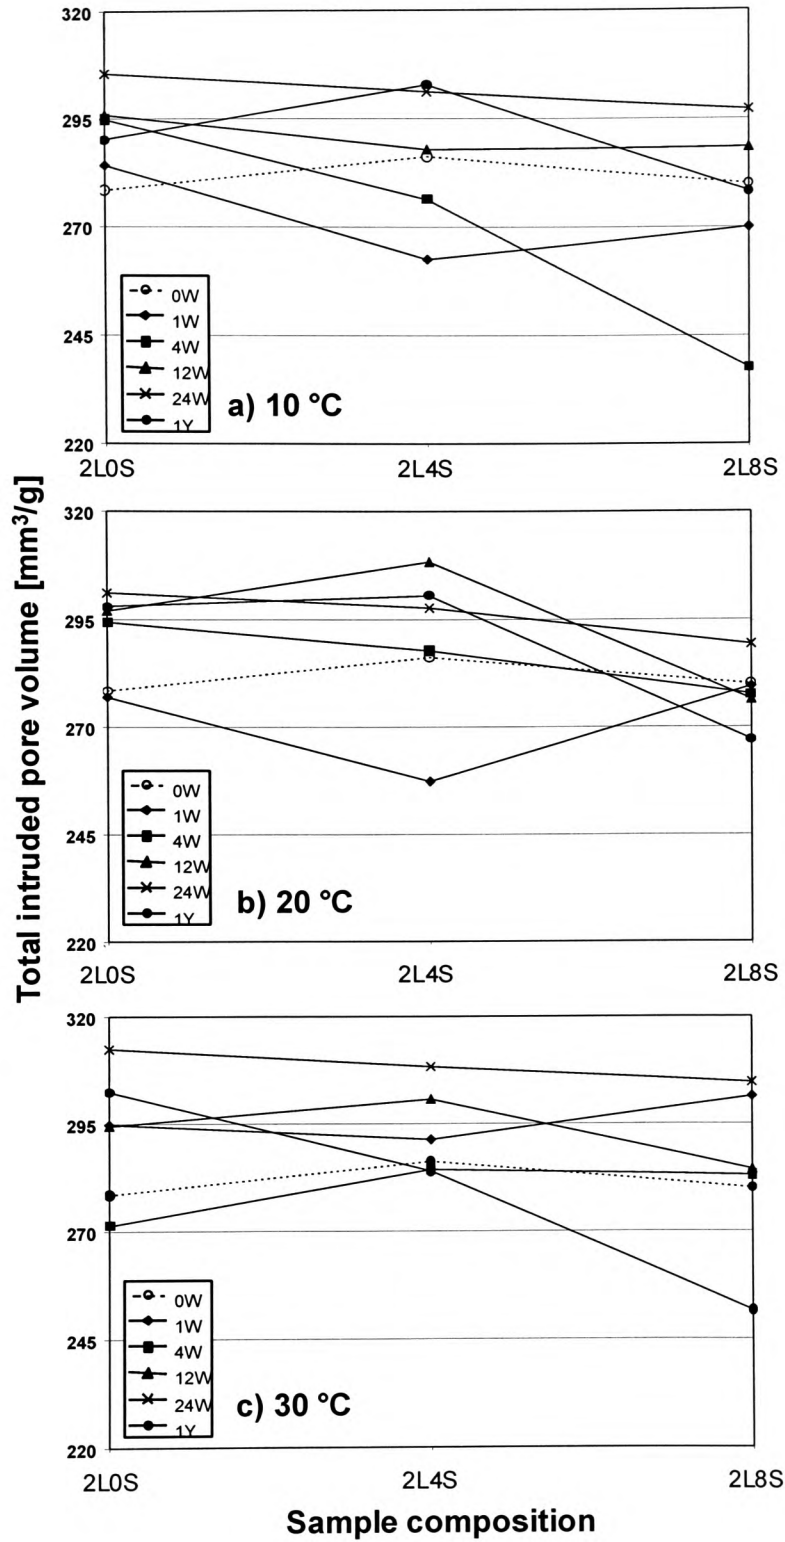 320
295
270
245
220
0W
1W
4W
12W
24W
1Y
a) 10 °C
2L0S 2L4S 2L8S
320
295
270
245
220
0W
1W
4W
12W
24W
1Y
b) 20 °C
2L0S 2L4S 2L8S
Total intruded pore volume [mm³/g]
320
295
270
245
220
0W
1W
4W
12W
24W
1Y
c) 30 °C
2L0S 2L4S 2L8S
Sample composition